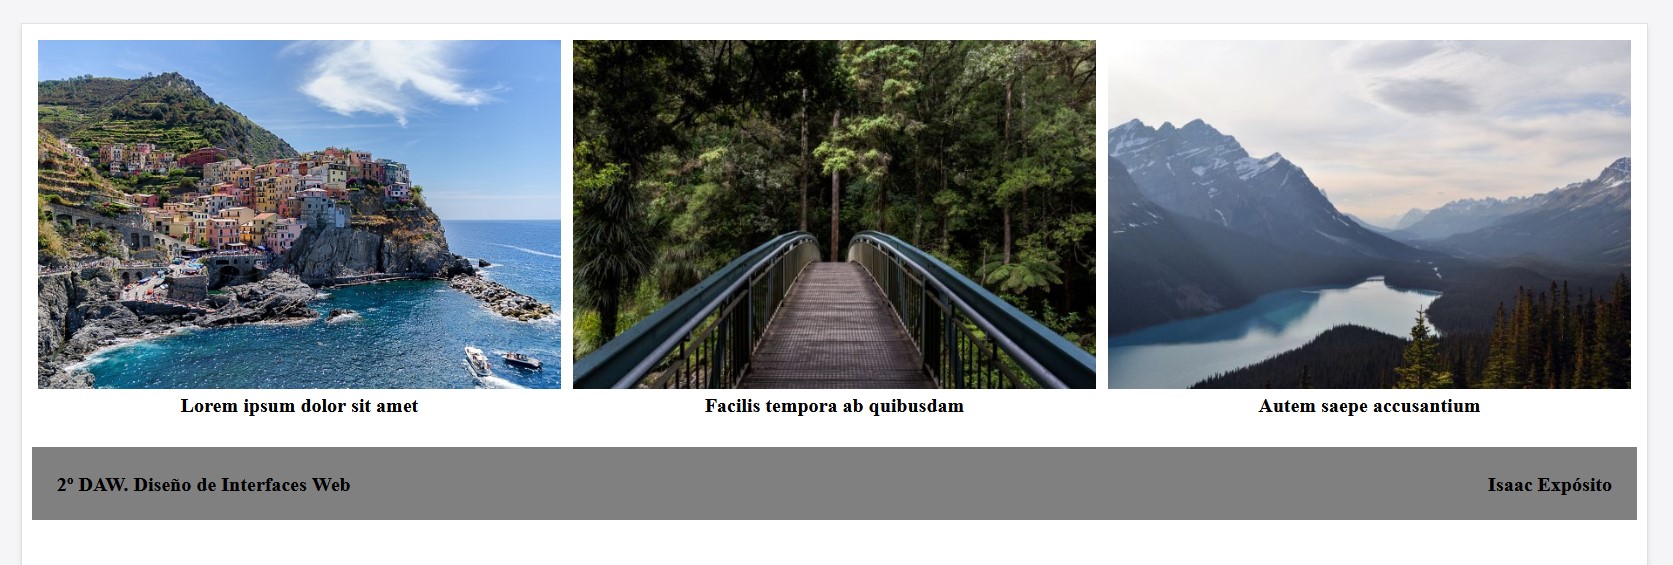 Lorem ipsum dolor sit amet
Facilis tempora ab quibusdam
Autem saepe accusantium
2º DAW. Diseño de Interfaces Web
Isaac Expósito